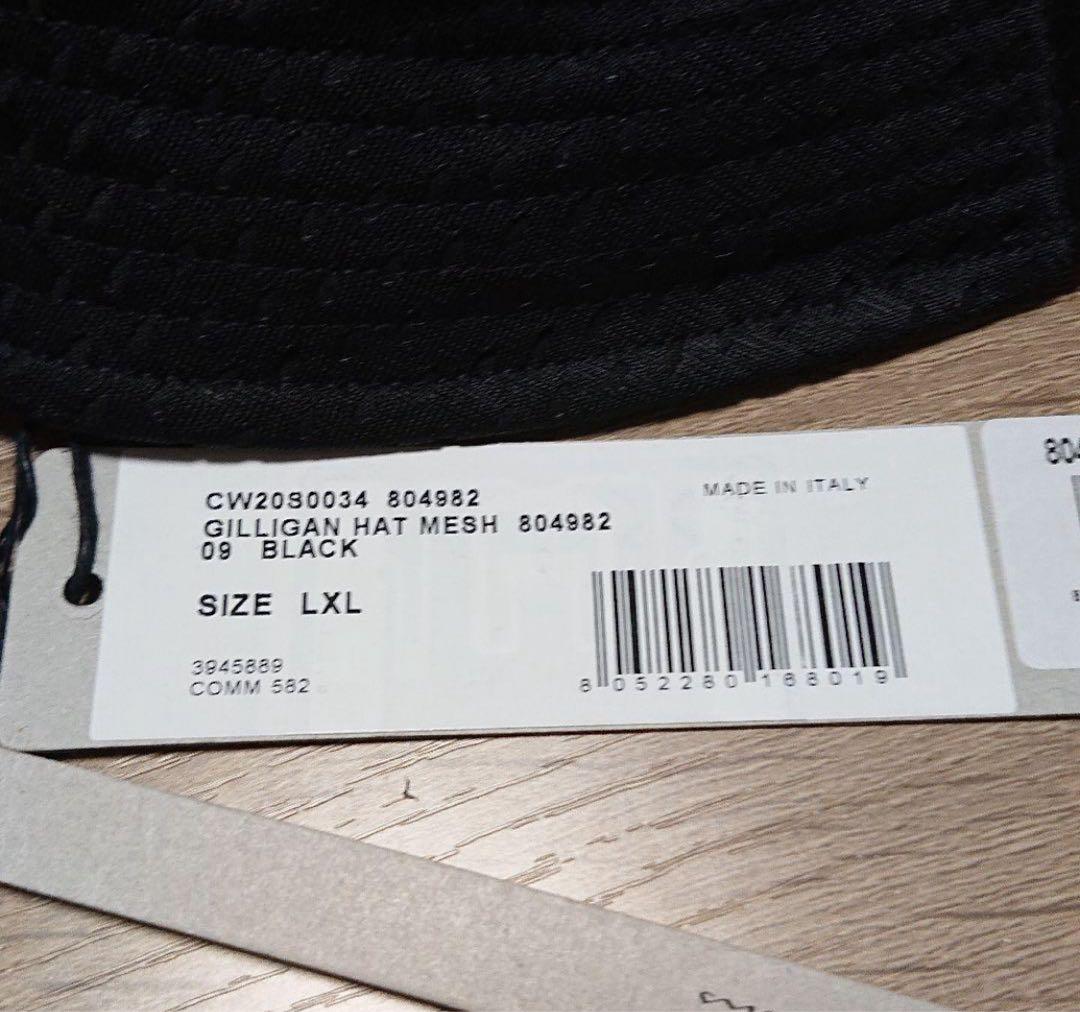 CW20S0034 804982
GILLIGAN HAT MESH 804982
09 BLACK
MADE IN ITALY
SIZE LXL
3945889
COMM 582
8 052280 168019
804